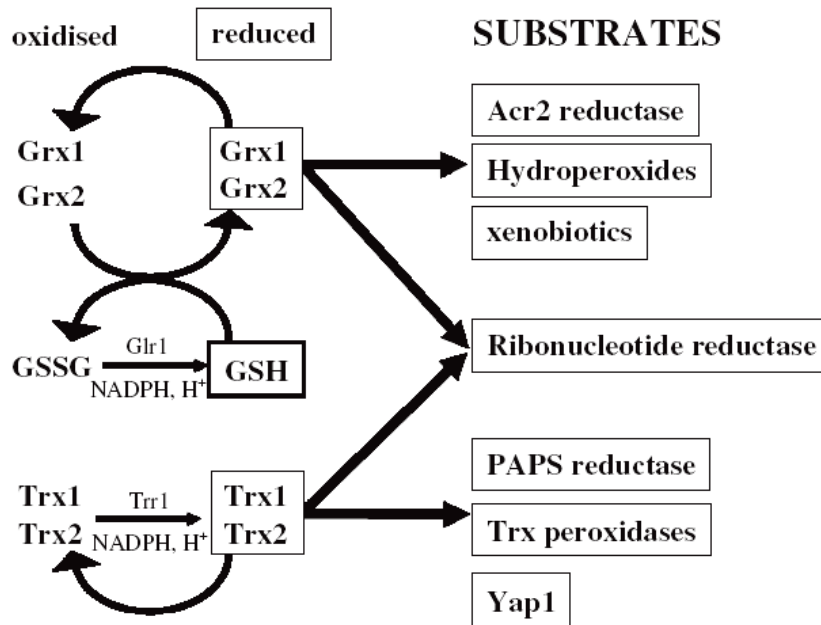 oxidised
reduced
SUBSTRATES
Grx1
Grx2
Grx1
Grx2
Acr2 reductase
Hydroperoxides
xenobiotics
GSSG
Glr1
NADPH, H⁺
GSH
Ribonucleotide reductase
Trx1
Trx2
Trr1
NADPH, H⁺
Trx1
Trx2
PAPS reductase
Trx peroxidases
Yap1